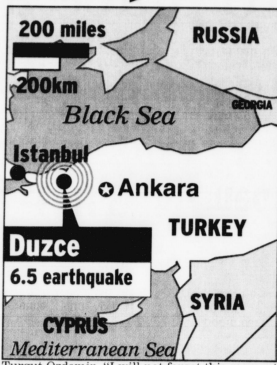 200 miles
RUSSIA
200km
GEORGIA
Black Sea
Istanbul
Ankara
TURKEY
Duzce
6.5 earthquake
SYRIA
CYPRUS
Mediterranean Sea